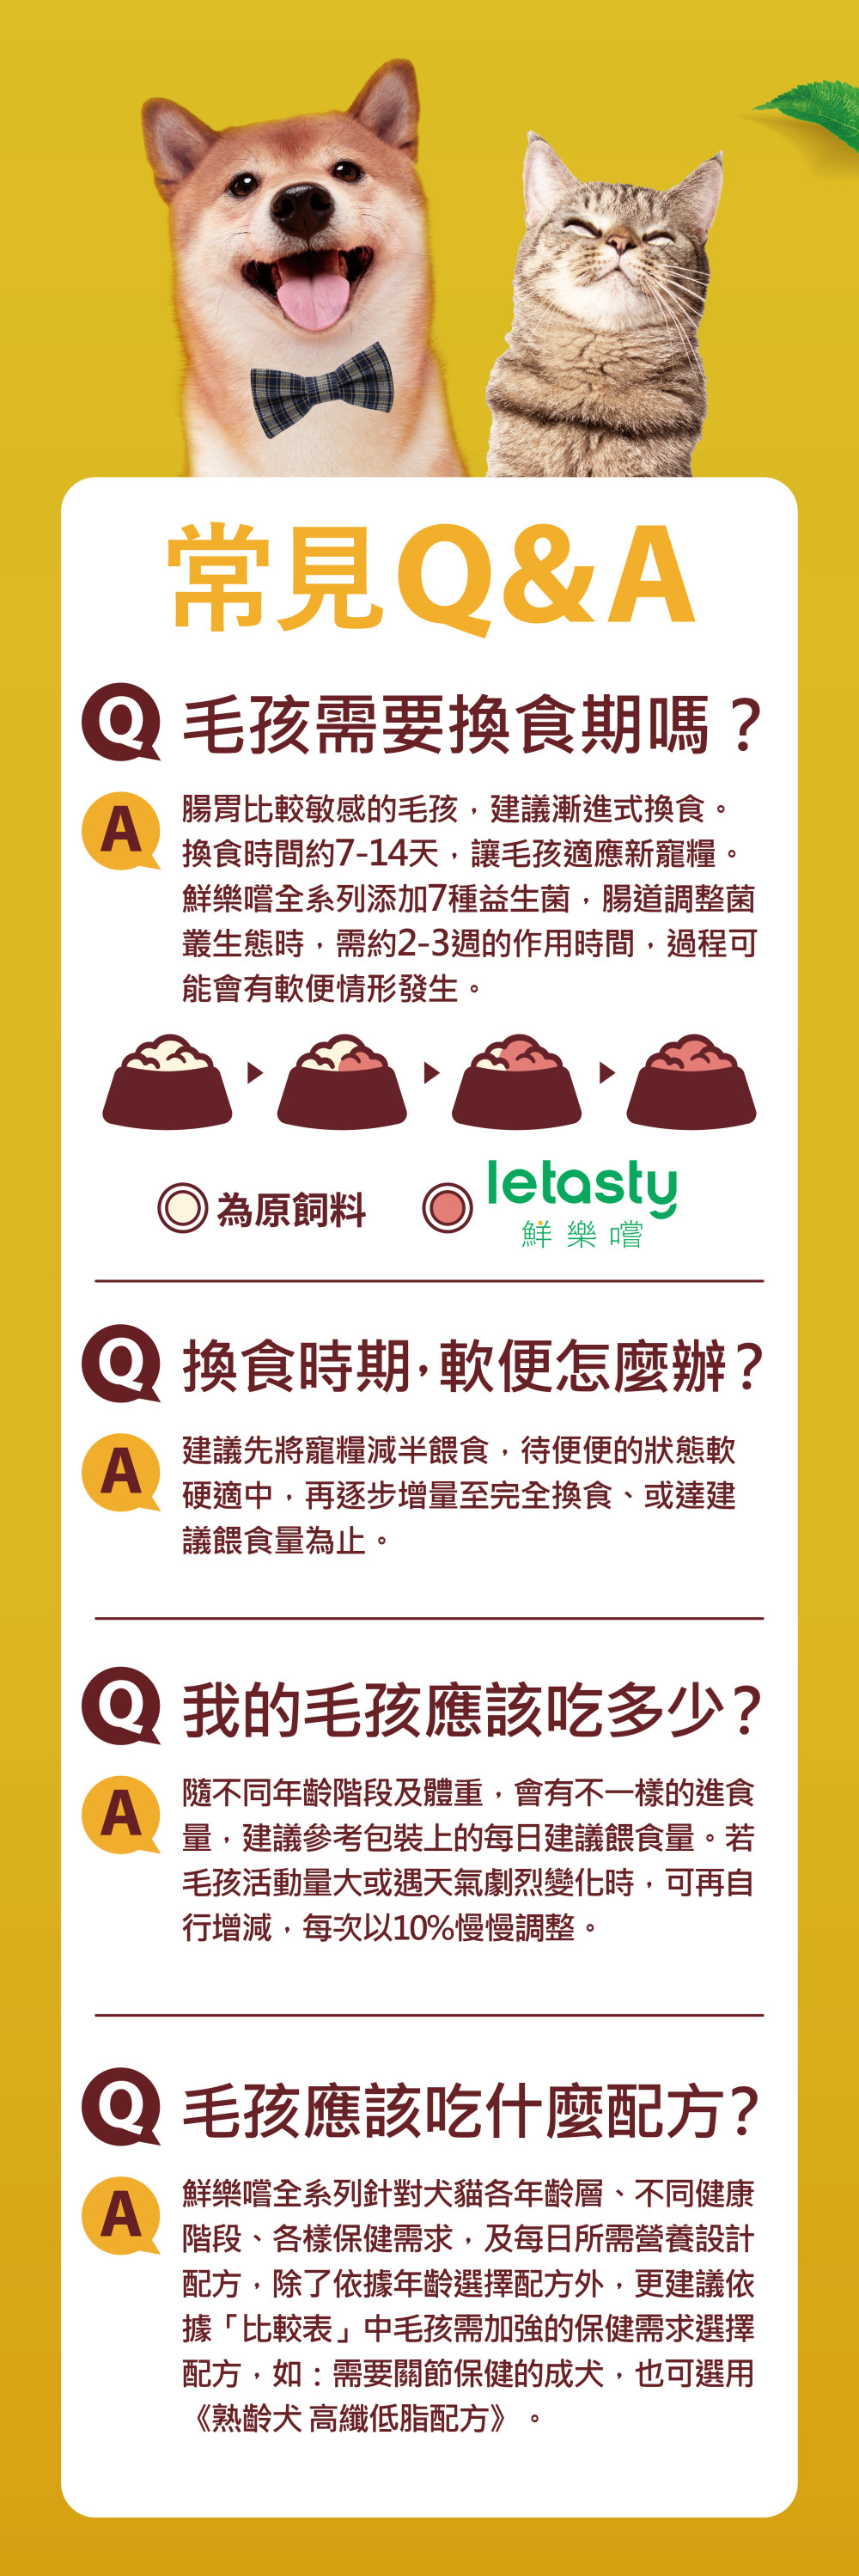 常見Q&A
Q 毛孩需要換食期嗎？
A 腸胃比較敏感的毛孩，建議漸進式換食。
換食時間約7-14天，讓毛孩適應新寵糧。
鮮樂嚐全系列添加7種益生菌，腸道調整菌
叢生態時，需約2-3週的作用時間，過程可
能會有軟便情形發生。
為原飼料
letasty
鮮樂嚐
Q 換食時期，軟便怎麼辦？
A 建議先將寵糧減半餵食，待便便的狀態軟
硬適中，再逐步增量至完全換食、或達建
議餵食量為止。
Q 我的毛孩應該吃多少？
A 隨不同年齡階段及體重，會有不一樣的進食
量，建議參考包裝上的每日建議餵食量。若
毛孩活動量大或遇天氣劇烈變化時，可再自
行增減，每次以10%慢慢調整。
Q 毛孩應該吃什麼配方？
A 鮮樂嚐全系列針對犬貓各年齡層、不同健康
階段、各樣保健需求，及每日所需營養設計
配方，除了依據年齡選擇配方外，更建議依
據「比較表」中毛孩需加強的保健需求選擇
配方，如：需要關節保健的成犬，也可選用
《熟齡犬 高纖低脂配方》。